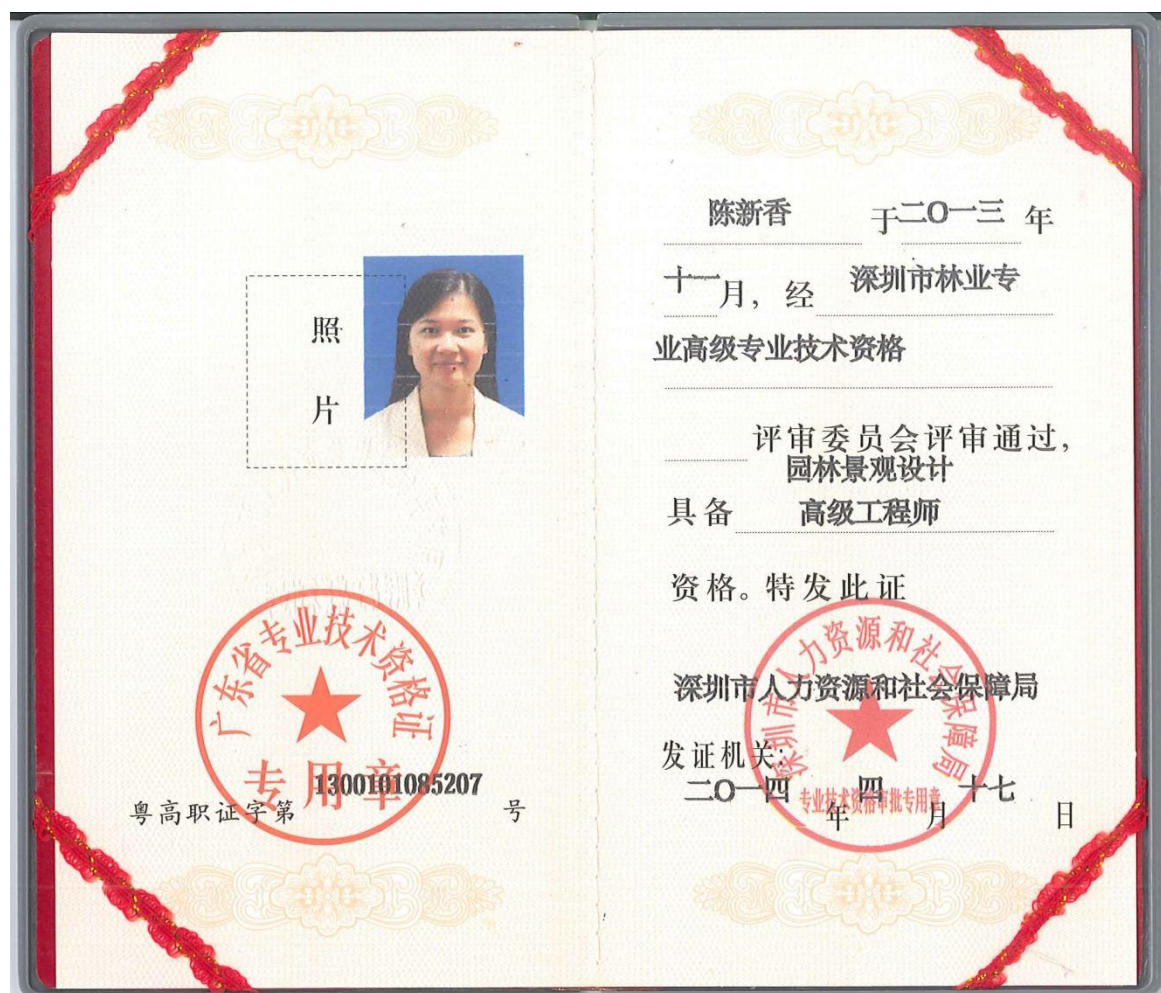 照
片
广东省专业技术资格证
专用章
1300101085207
粤高职证字第 号
陈新香 于二O一三 年
十一月，经 深圳市林业专
业高级专业技术资格
评审委员会评审通过，
园林景观设计
具备 高级工程师
资格。特发此证
深圳市人力资源和社会保障局
深圳市人力资源和社会保障局
发证机关：
二O一四 四 十七
专业技术资格审批专用章
年 月 日